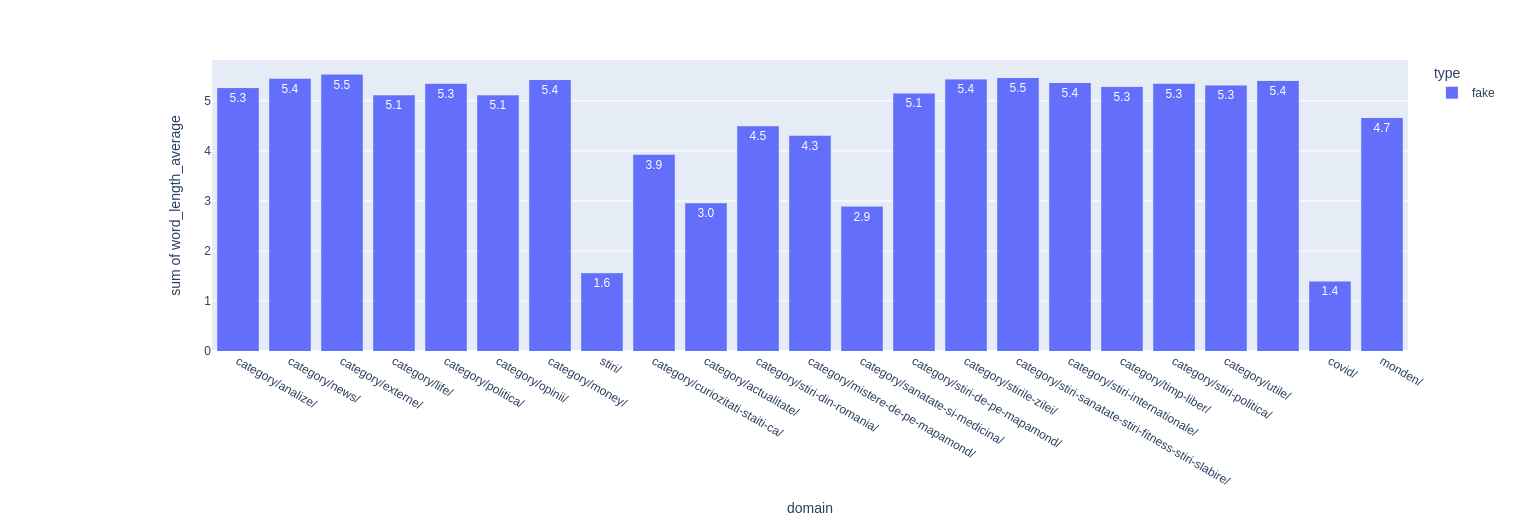 type
fake
sum of word_length_average
5
4
3
2
1
0
5.3
5.4
5.5
5.1
5.3
5.1
5.4
1.6
3.9
3.0
4.5
4.3
2.9
5.1
5.4
5.5
5.4
5.3
5.3
5.3
5.4
1.4
4.7
category/analize/
category/news/
category/externe/
category/life/
category/politica/
category/opinii/
category/money/
stiri/
category/curiozitati-staiti-ca/
category/actualitate/
category/stiri-din-romania/
category/mistere-de-pe-mapamond/
category/sanatate-si-medicina/
category/stiri-de-pe-mapamond/
category/stirile-zilei/
category/stiri-sanatate-stiri-fitness-stiri-slabire/
category/stiri-internationale/
category/timp-liber/
category/stiri-politica/
category/utile/
covid/
monden/
domain